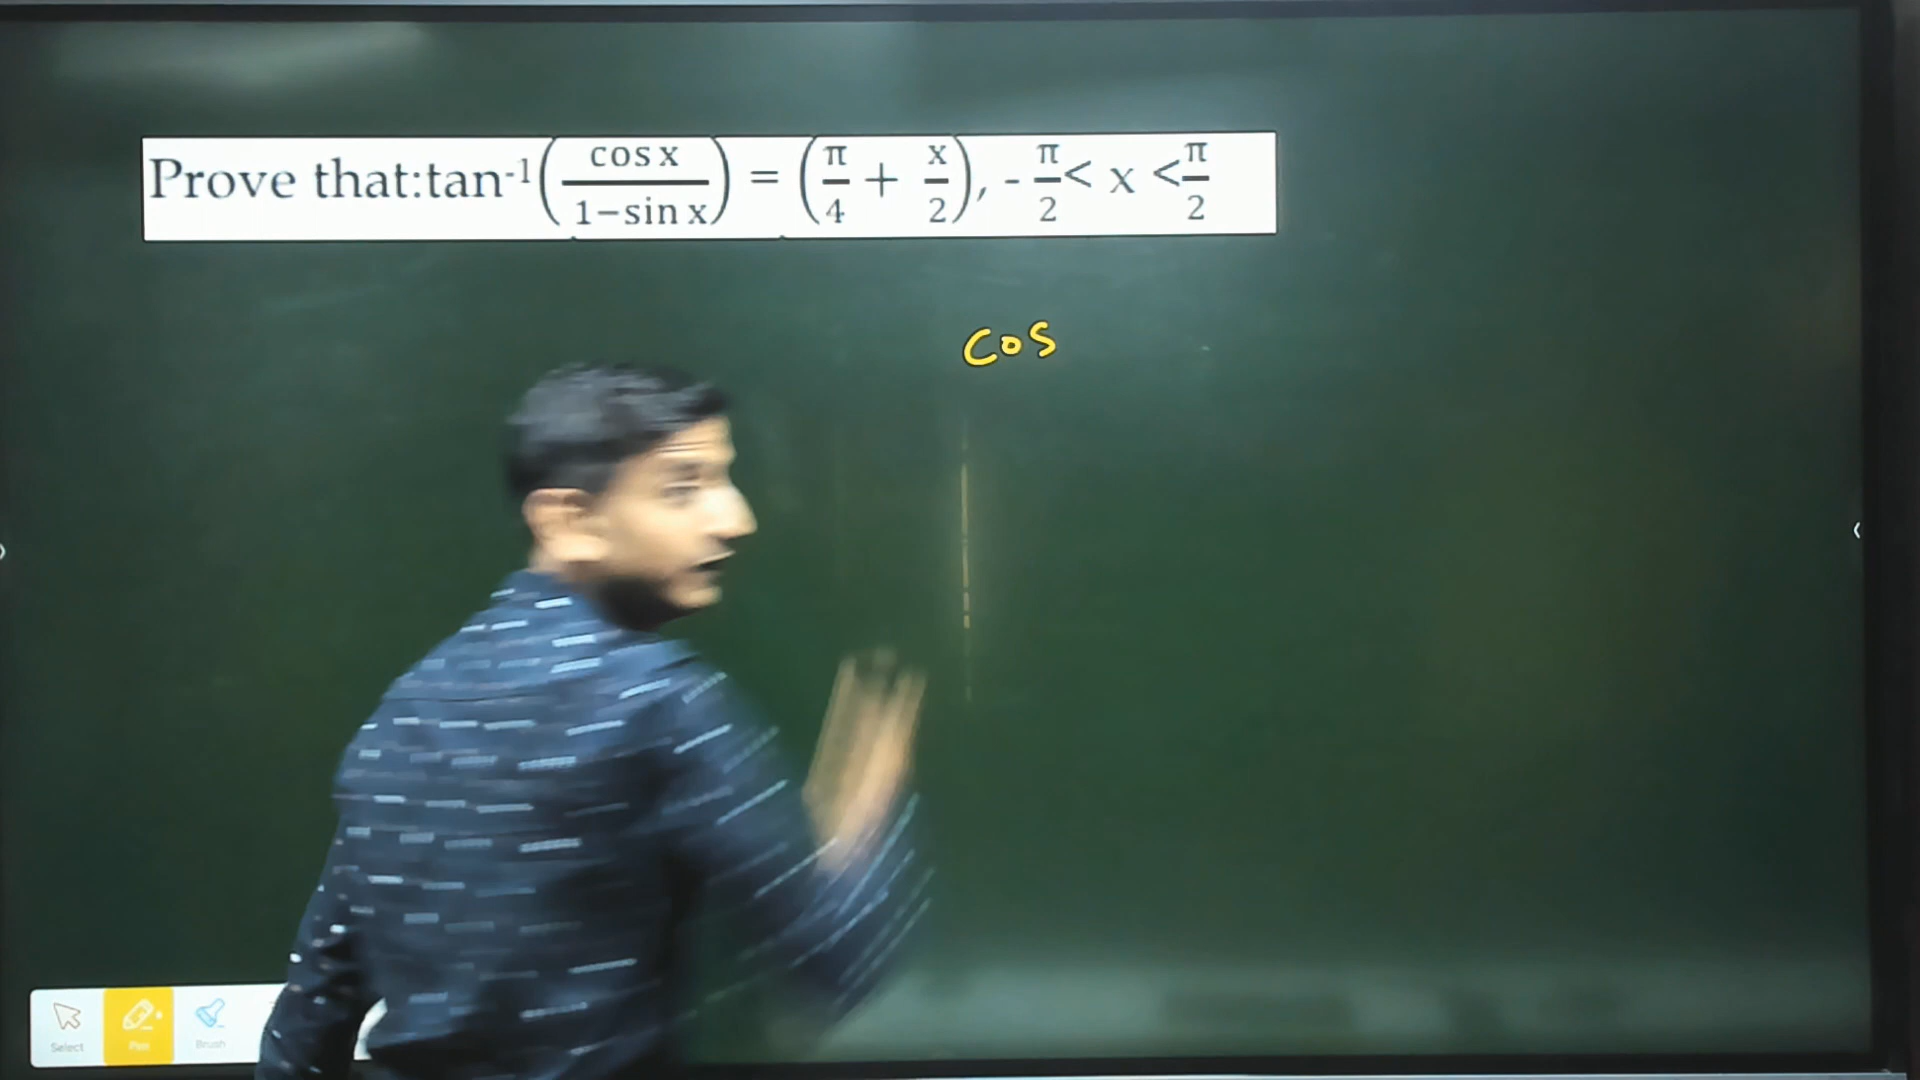 Prove that:tan⁻¹(cos x / 1−sin x) = (π/4 + x/2), - π/2 < x < π/2
cos
Select Pen Brush